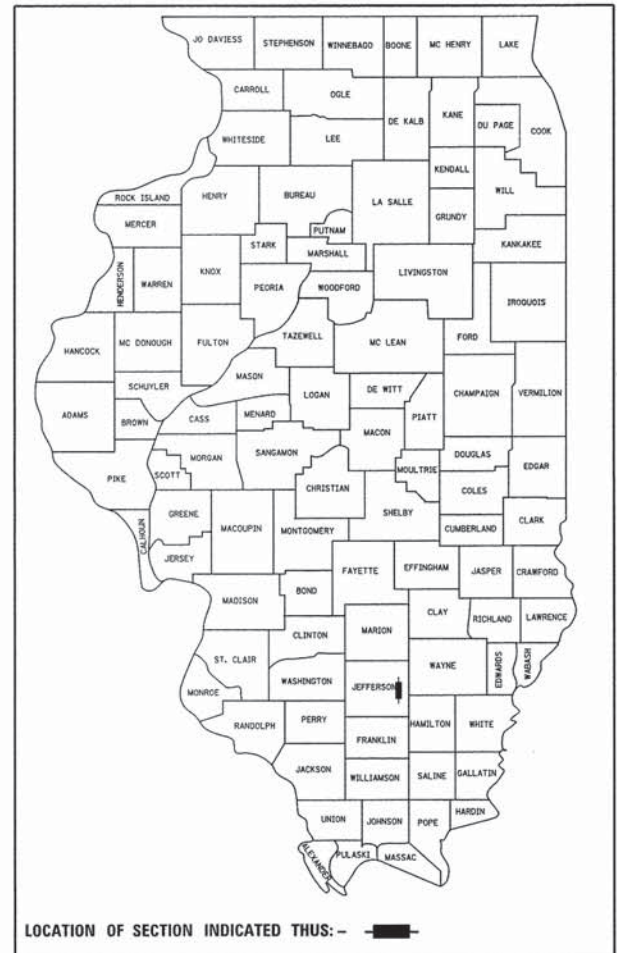 JO DAVIESS STEPHENSON WINNEBAGO BOONE MC HENRY LAKE
CARROLL OGLE DE KALB KANE DU PAGE COOK
WHITESIDE LEE KENDALL WILL
ROCK ISLAND HENRY BUREAU LA SALLE GRUNDY
MERCER PUTNAM KANKAKEE
STARK MARSHALL
HENDERSON WARREN KNOX PEORIA WOODFORD LIVINGSTON IROQUOIS
HANCOCK MC DONOUGH FULTON TAZEWELL MC LEAN FORD
SCHUYLER MASON LOGAN DE WITT CHAMPAIGN VERMILION
ADAMS BROWN CASS MENARD MACON PIATT
PIKE SCOTT MORGAN SANGAMON MOULTRIE DOUGLAS EDGAR
CHRISTIAN COLES
CALHOUN GREENE MACOUPIN MONTGOMERY SHELBY CUMBERLAND CLARK
JERSEY
MADISON BOND FAYETTE EFFINGHAM JASPER CRAWFORD
CLINTON MARION CLAY RICHLAND LAWRENCE
ST. CLAIR WAYNE EDWARDS WABASH
MONROE WASHINGTON JEFFERSON
RANDOLPH PERRY HAMILTON WHITE
FRANKLIN
JACKSON WILLIAMSON SALINE GALLATIN
UNION JOHNSON POPE HARDIN
ALEXANDER PULASKI MASSAC
LOCATION OF SECTION INDICATED THUS: -